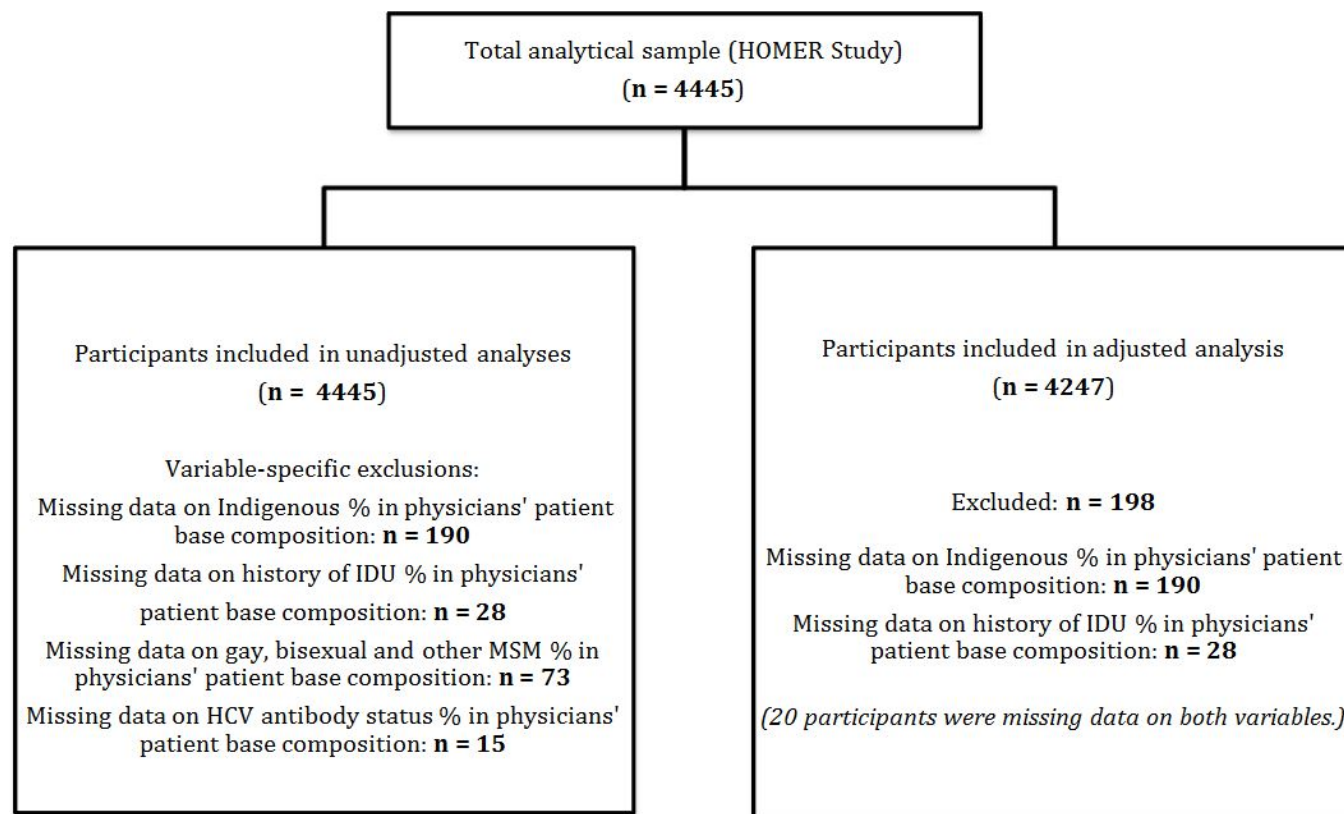 Total analytical sample (HOMER Study)
(n = 4445)
Participants included in unadjusted analyses
(n =  4445)
Variable-specific exclusions:
Missing data on Indigenous % in physicians' patient
base composition: n = 190
Missing data on history of IDU % in physicians'
patient base composition: n = 28
Missing data on gay, bisexual and other MSM % in
physicians' patient base composition: n = 73
Missing data on HCV antibody status % in physicians'
patient base composition: n = 15
Participants included in adjusted analysis
(n = 4247)
Excluded: n = 198
Missing data on Indigenous % in physicians' patient
base composition: n = 190
Missing data on history of IDU % in physicians'
patient base composition: n = 28
(20 participants were missing data on both variables.)